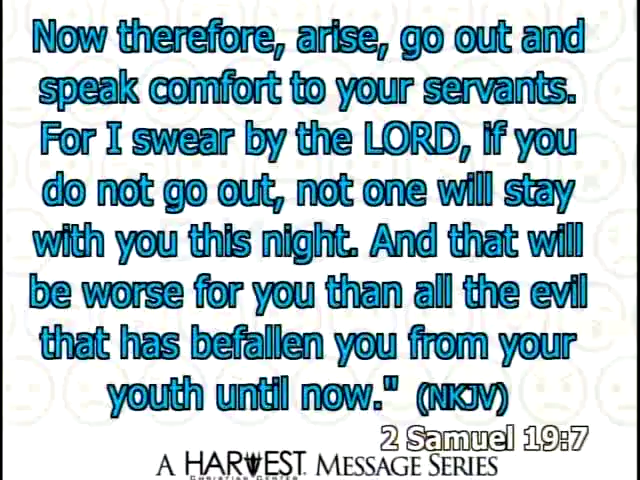 Now therefore, arise, go out and
speak comfort to your servants.
For I swear by the LORD, if you
do not go out, not one will stay
with you this night. And that will
be worse for you than all the evil
that has befallen you from your
youth until now." (NKJV)
2 Samuel 19:7
A HARVEST MESSAGE SERIES
CHRISTIAN CENTER